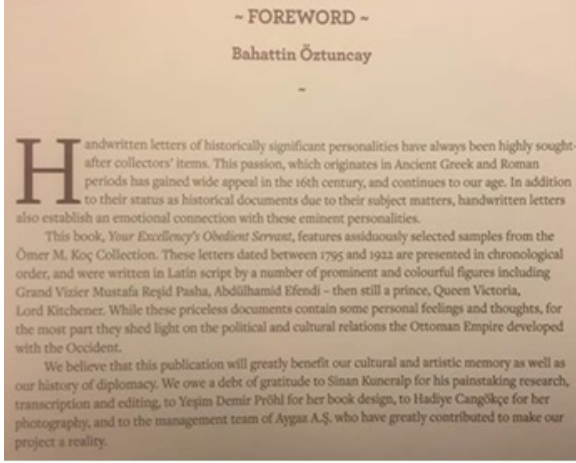 ~ FOREWORD ~
Bahattin Öztuncay
~
Handwritten letters of historically significant personalities have always been highly sought-
after collectors' items. This passion, which originates in Ancient Greek and Roman
periods has gained wide appeal in the 16th century, and continues to our age. In addition
to their status as historical documents due to their subject matters, handwritten letters
also establish an emotional connection with these eminent personalities.
This book, Your Excellency's Obedient Servant, features assiduously selected samples from the
Ömer M. Koç Collection. These letters dated between 1795 and 1922 are presented in chronological
order, and were written in Latin script by a number of prominent and colourful figures including
Grand Vizier Mustafa Reşid Pasha, Abdülhamid Efendi – then still a prince, Queen Victoria,
Lord Kitchener. While these priceless documents contain some personal feelings and thoughts, for
the most part they shed light on the political and cultural relations the Ottoman Empire developed
with the Occident.
We believe that this publication will greatly benefit our cultural and artistic memory as well as
our history of diplomacy. We owe a debt of gratitude to Sinan Kuneralp for his painstaking research,
transcription and editing, to Yeşim Demir Pröhl for her book design, to Hadiye Cangökçe for her
photography, and to the management team of Aygaz A.Ş. who have greatly contributed to make our
project a reality.